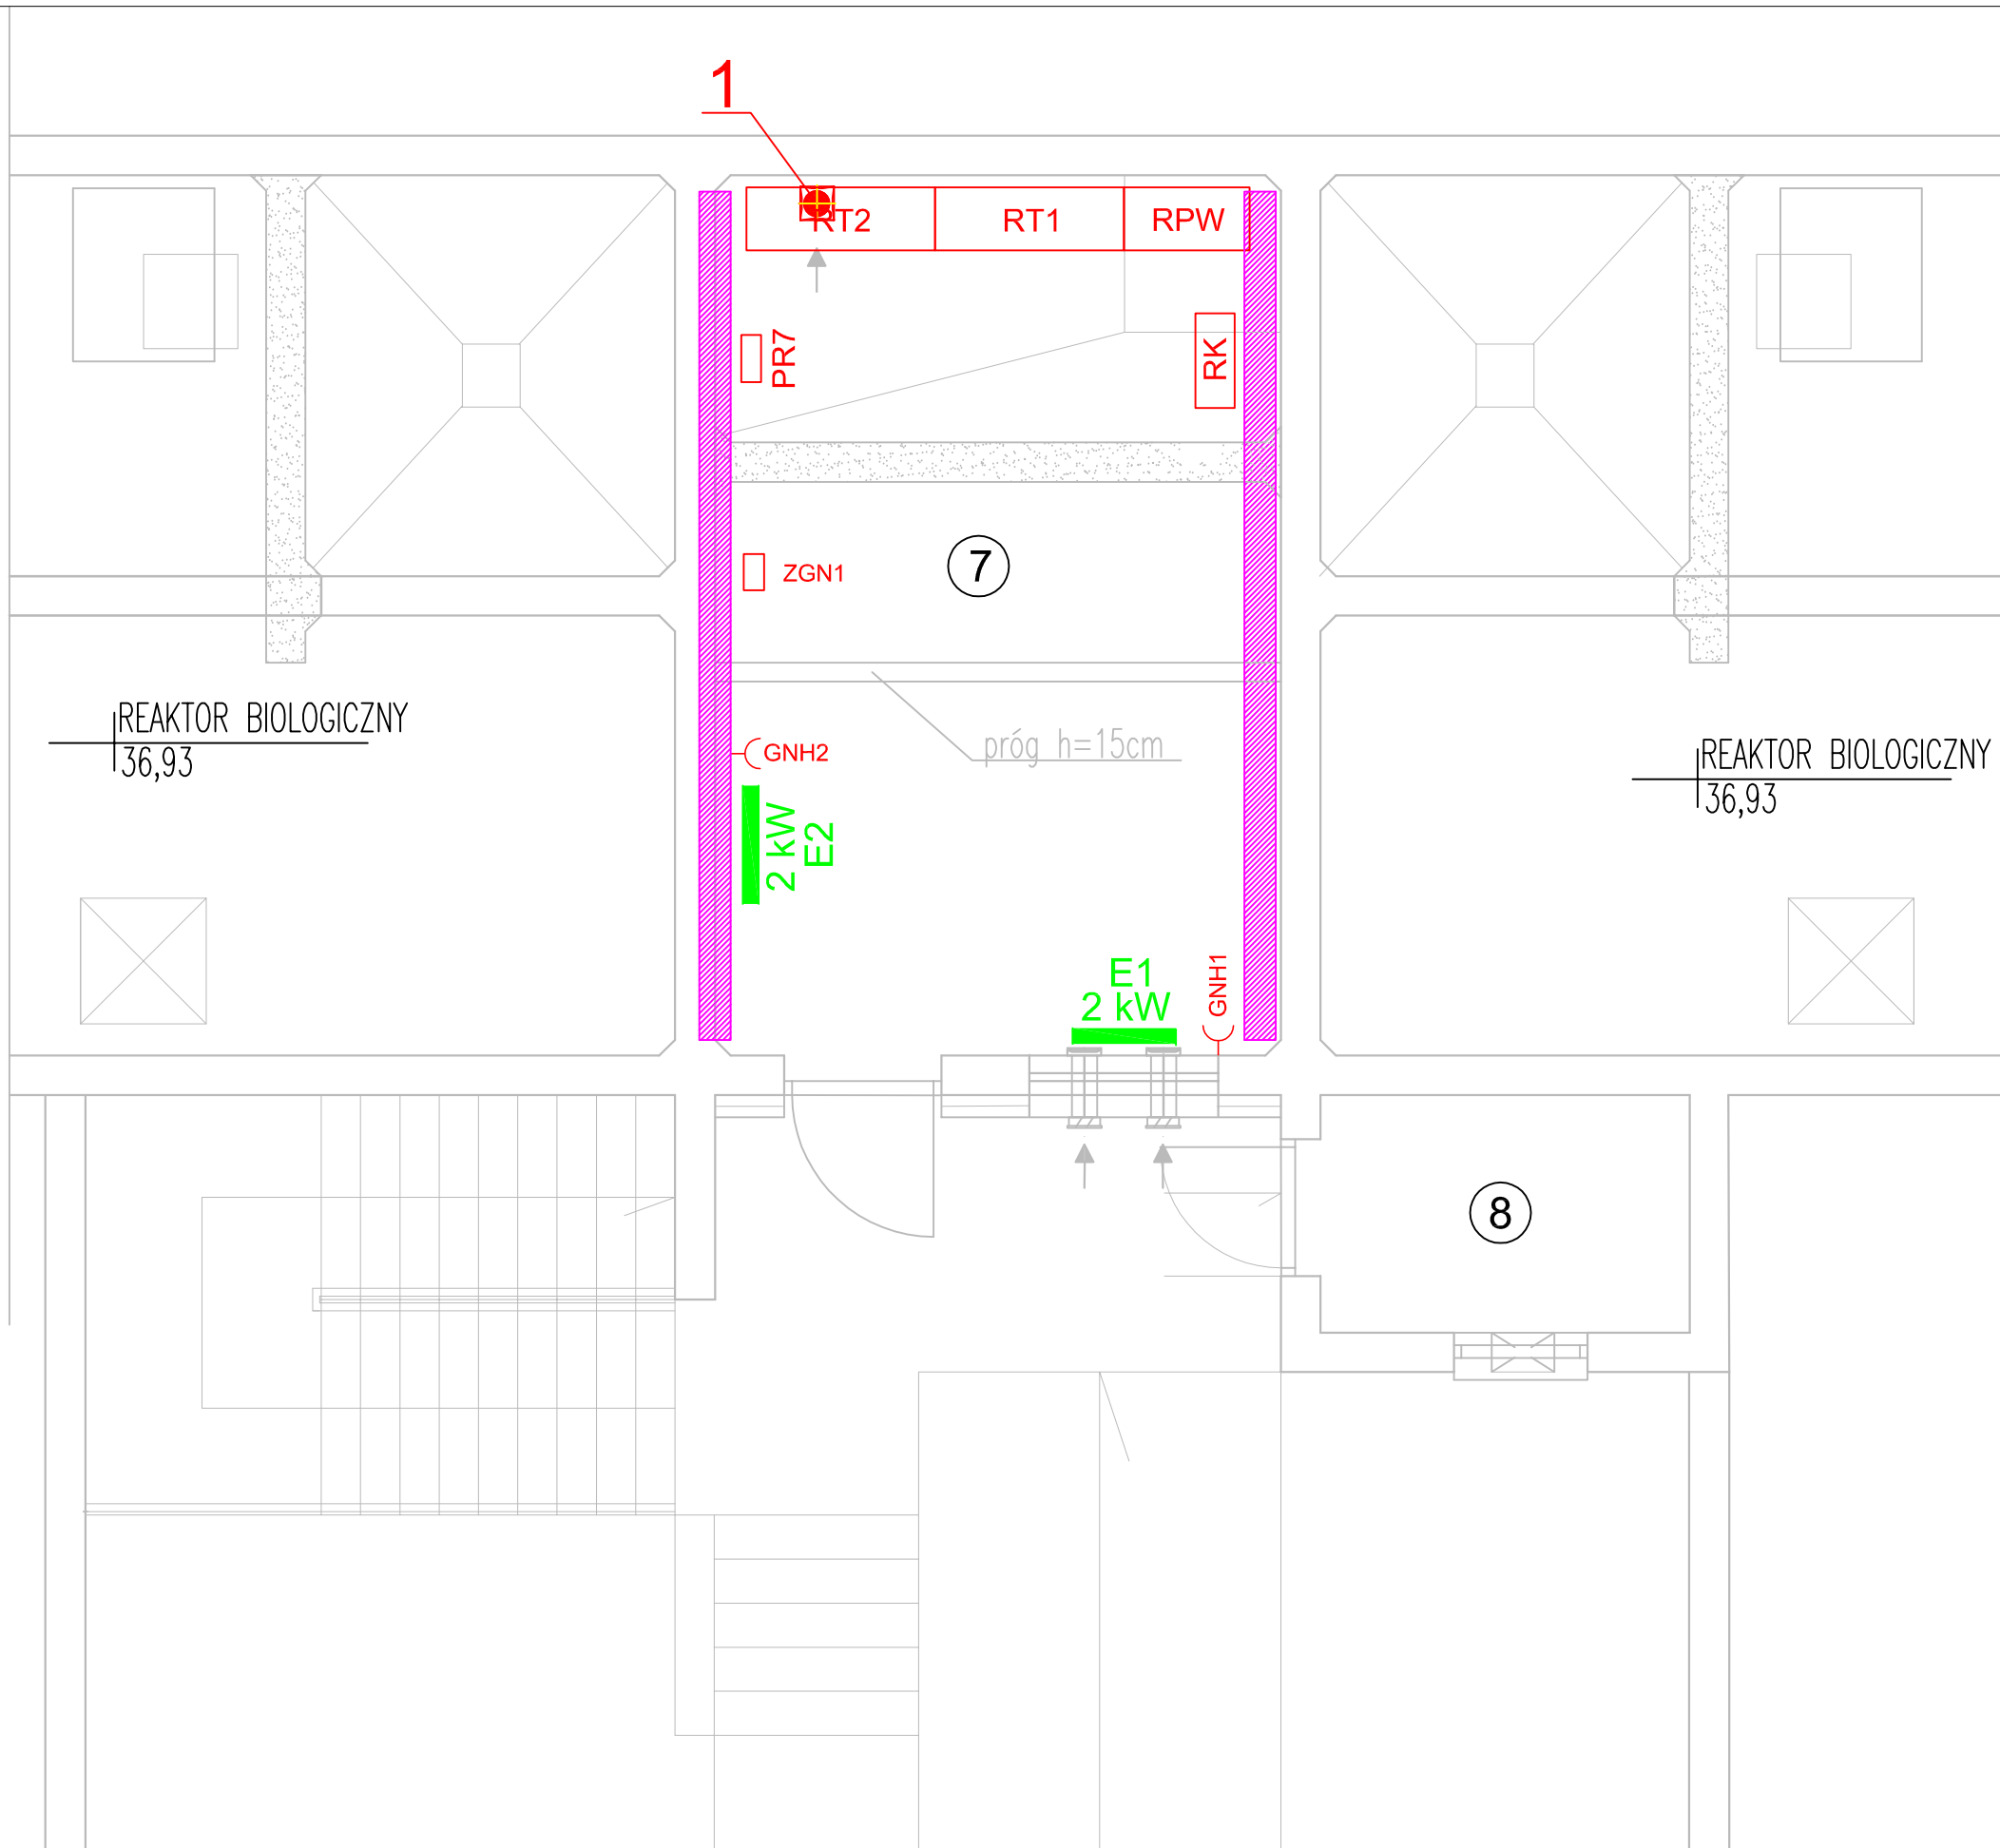 1
RT2
RT1
RPW
PR7
RK
ZGN1
7
REAKTOR BIOLOGICZNY
36,93
GNH2
próg h=15cm
REAKTOR BIOLOGICZNY
36,93
2 kW
E2
E1
2 kW
GNH1
8